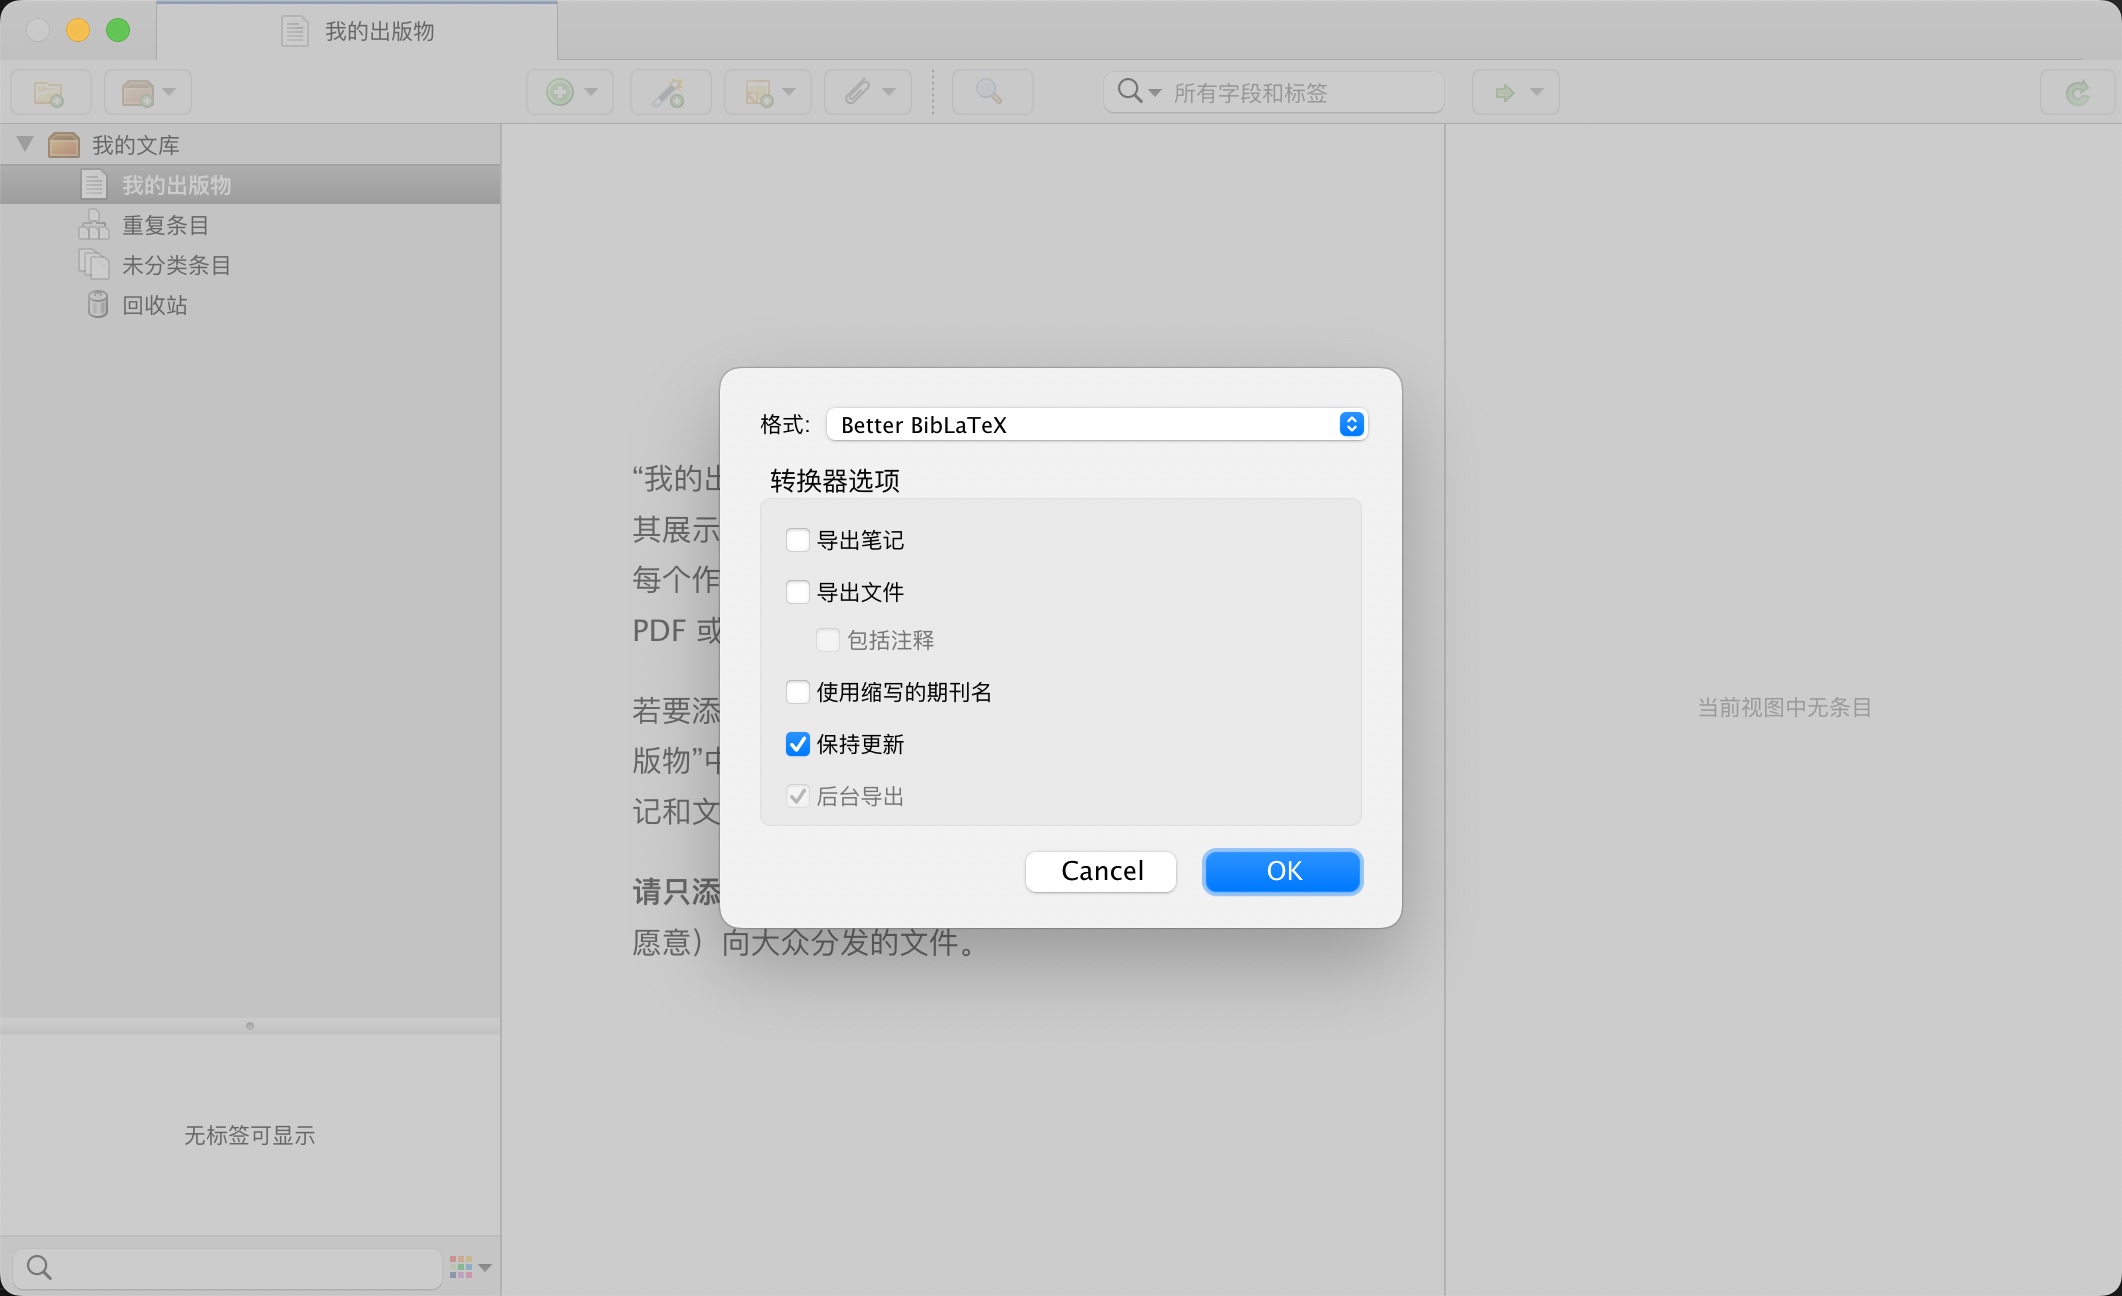 我的出版物
所有字段和标签
我的文库
我的出版物
重复条目
未分类条目
回收站
无标签可显示
“我的出
其展示
每个作
PDF 或
若要添
版物”中
记和文
请只添
愿意）向大众分发的文件。
格式:
Better BibLaTeX
转换器选项
导出笔记
导出文件
包括注释
使用缩写的期刊名
保持更新
后台导出
Cancel
OK
当前视图中无条目